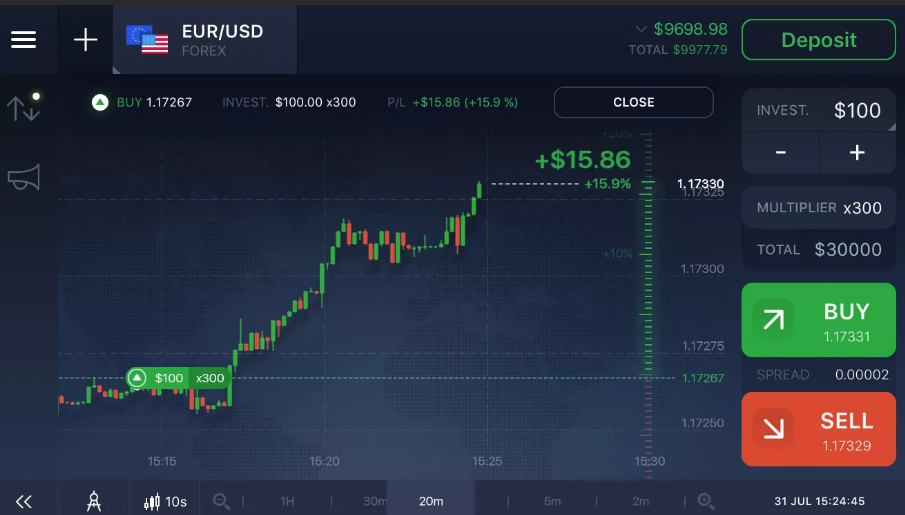 EUR/USD
FOREX
$9698.98
TOTAL $9977.79
Deposit
BUY 1.17267 INVEST. $100.00 x300 P/L +$15.86 (+15.9 %) CLOSE
INVEST. $100
- +
MULTIPLIER x300
TOTAL $30000
BUY
1.17331
SPREAD 0.00002
SELL
1.17329
+20%
+$15.86
+15.9%
1.17330
1.17325
+10%
1.17300
1.17275
$100 x300
1.17267
1.17250
15:15 15:20 15:25 15:30
10s 1H 30m 20m 5m 2m 31 JUL 15:24:45